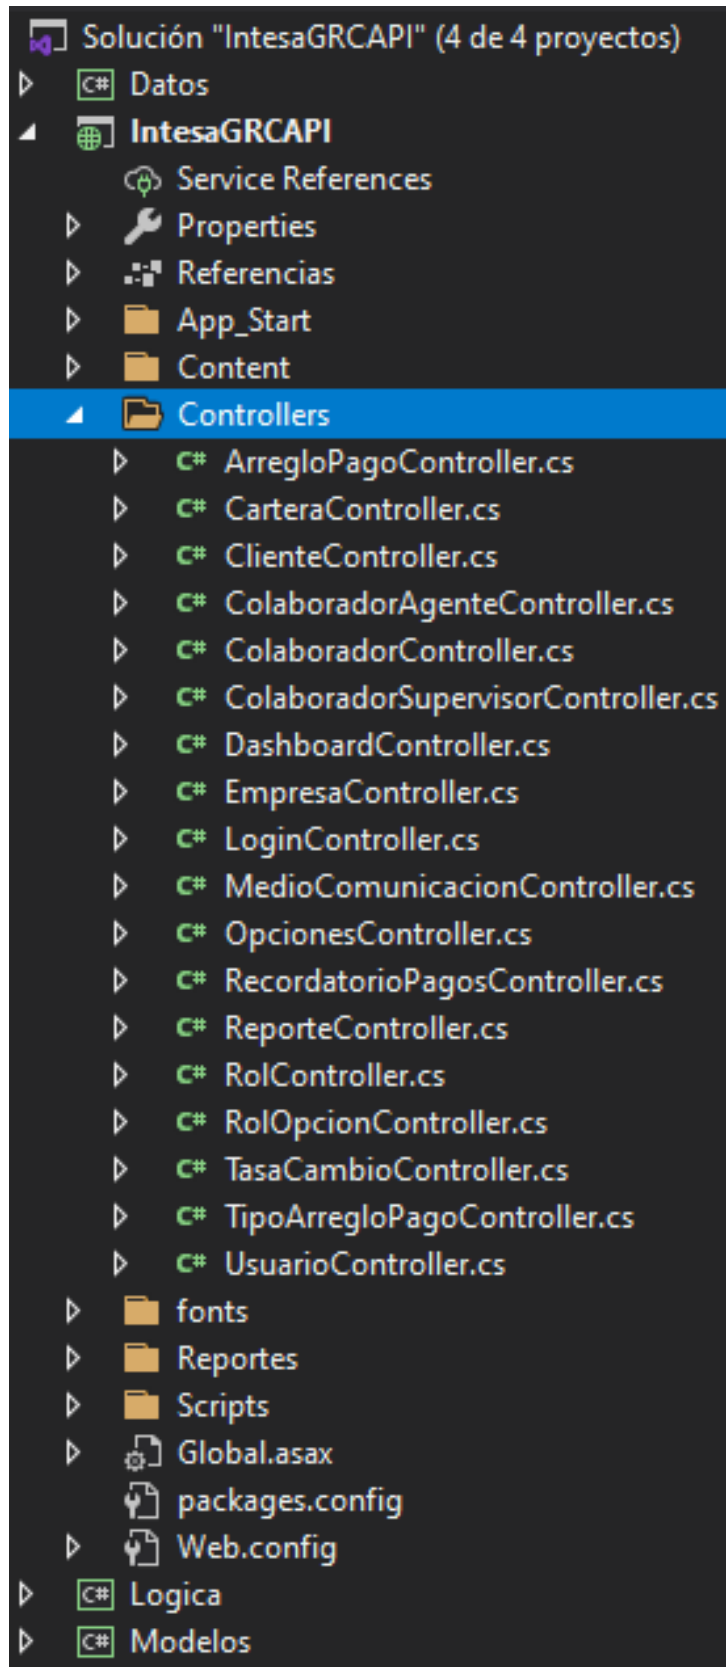 Solución "IntesaGRCAPI" (4 de 4 proyectos)
C# Datos
IntesaGRCAPI
Service References
Properties
Referencias
App_Start
Content
Controllers
C# ArregloPagoController.cs
C# CarteraController.cs
C# ClienteController.cs
C# ColaboradorAgenteController.cs
C# ColaboradorController.cs
C# ColaboradorSupervisorController.cs
C# DashboardController.cs
C# EmpresaController.cs
C# LoginController.cs
C# MedioComunicacionController.cs
C# OpcionesController.cs
C# RecordatorioPagosController.cs
C# ReporteController.cs
C# RolController.cs
C# RolOpcionController.cs
C# TasaCambioController.cs
C# TipoArregloPagoController.cs
C# UsuarioController.cs
fonts
Reportes
Scripts
Global.asax
packages.config
Web.config
C# Logica
C# Modelos